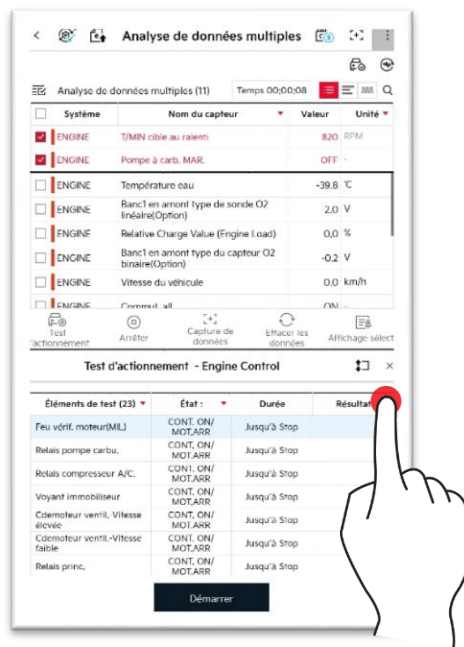 Analyse de données multiples
Analyse de données multiples (11) Temps 00;00;08
Système Nom du capteur Valeur Unité
ENGINE T/MIN cible au ralenti 820 RPM
ENGINE Pompe à carb. MAR. OFF -
ENGINE Température eau -39.8 °C
ENGINE Banc1 en amont type de sonde O2
linéaire(Option) 2.0 V
ENGINE Relative Charge Value (Engine Load) 0,0 %
ENGINE Banc1 en amont type du capteur O2
binaire(Option) -0.2 V
ENGINE Vitesse du véhicule 0.0 km/h
ENGINE Commut. all ON -
Test
d'actionnement
Arrêter
Capture de
données
Effacer les
données
Affichage sélect
Test d'actionnement - Engine Control
Éléments de test (23) État : Durée Résultat
Feu vérif. moteur(MIL) CONT. ON/
MOT,ARR Jusqu'à Stop
Relais pompe carbu, CONT, ON/
MOT.ARR Jusqu'à Stop
Relais compresseur A/C. CONT. ON/
MOT.ARR Jusqu'à Stop
Voyant immobiliseur CONT, ON/
MOT.ARR Jusqu'à Stop
Cdemoteur ventil, Vitesse
élevée CONT, ON/
MOT.ARR Jusqu'à Stop
Cdemoteur ventil,-Vitesse
faible CONT, ON/
MOT.ARR Jusqu'à Stop
Relais princ, CONT, ON/
MOT.ARR Jusqu'à Stop
Démarrer